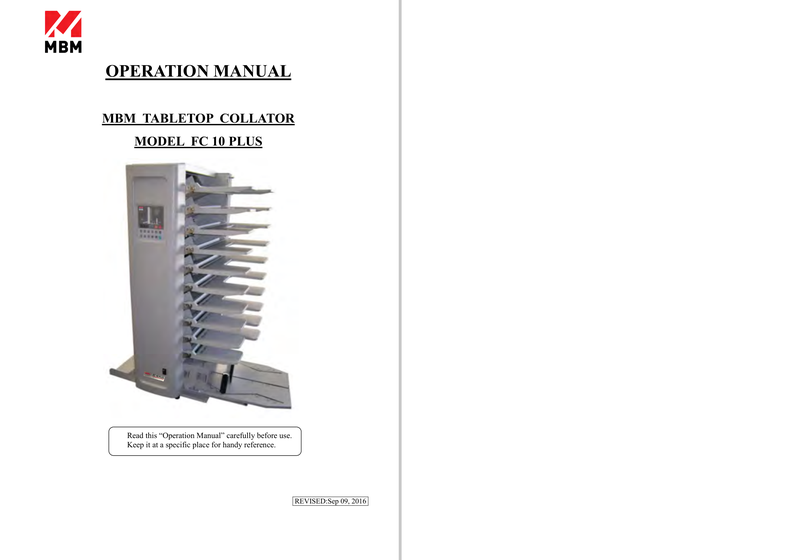 MBM
OPERATION MANUAL
MBM TABLETOP COLLATOR
MODEL FC 10 PLUS
Read this “Operation Manual” carefully before use.
Keep it at a specific place for handy reference.
REVISED:Sep 09, 2016